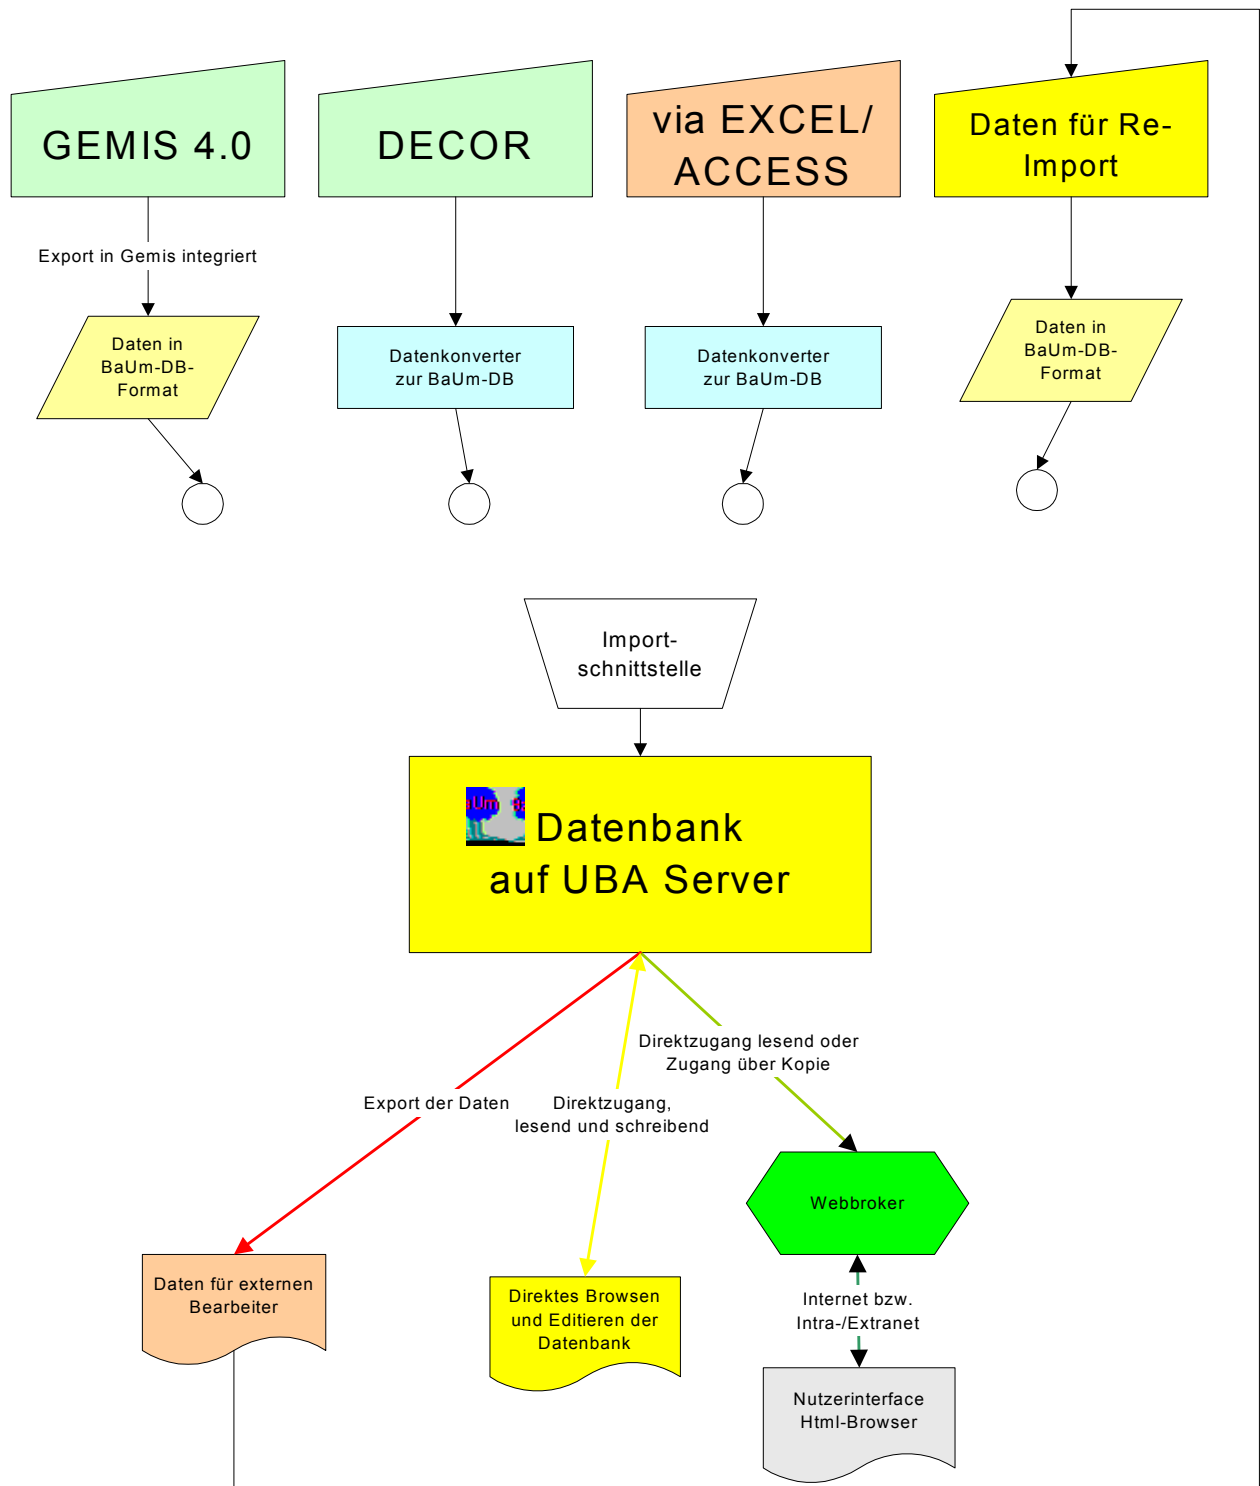 GEMIS 4.0
DECOR
via EXCEL/
ACCESS
Daten für Re-
Import
Export in Gemis integriert
Daten in
BaUm-DB-
Format
Datenkonverter
zur BaUm-DB
Datenkonverter
zur BaUm-DB
Daten in
BaUm-DB-
Format
Import-
schnittstelle
Datenbank
auf UBA Server
Direktzugang lesend oder
Zugang über Kopie
Export der Daten
Direktzugang,
lesend und schreibend
Webbroker
Daten für externen
Bearbeiter
Direktes Browsen
und Editieren der
Datenbank
Internet bzw.
Intra-/Extranet
Nutzerinterface
Html-Browser